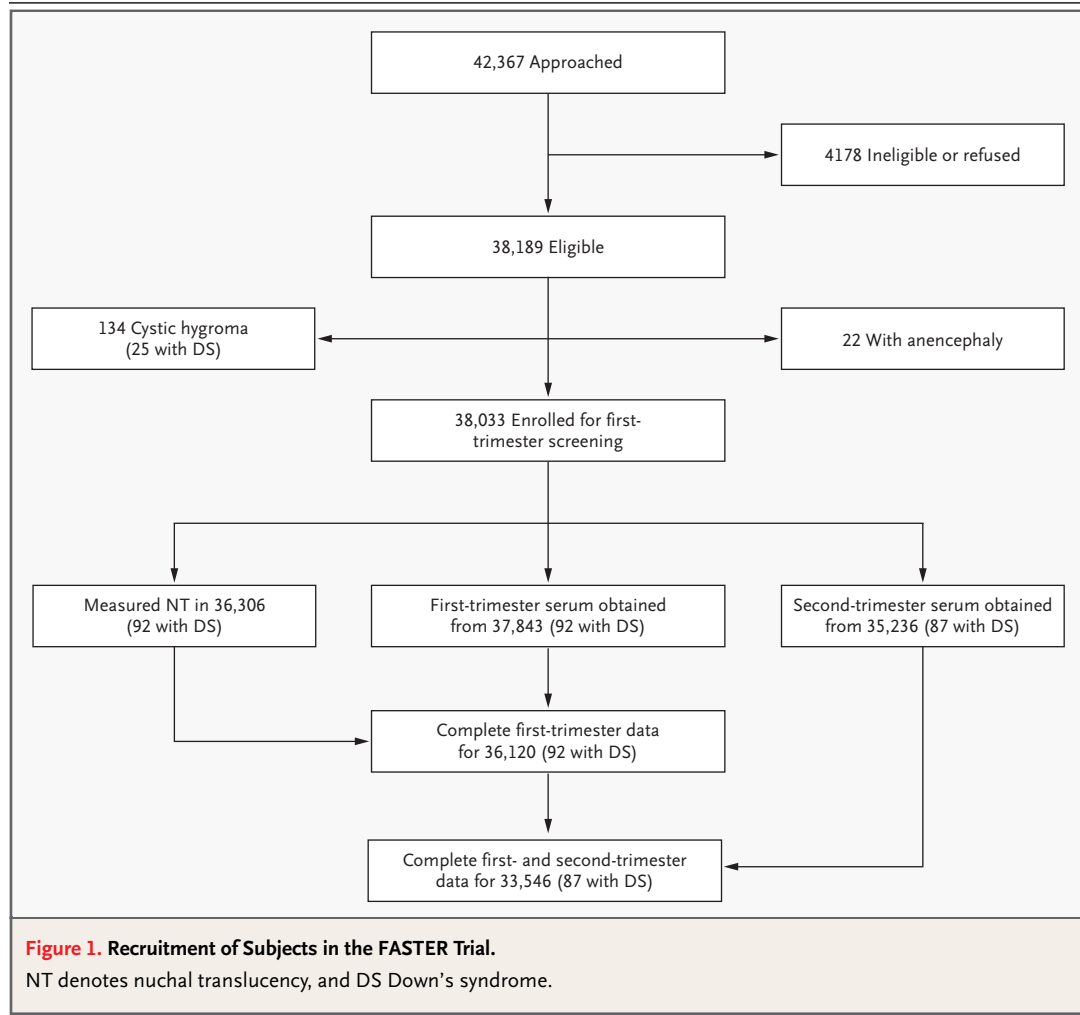 42,367 Approached
4178 Ineligible or refused
38,189 Eligible
134 Cystic hygroma
(25 with DS)
22 With anencephaly
38,033 Enrolled for first-
trimester screening
Measured NT in 36,306
(92 with DS)
First-trimester serum obtained
from 37,843 (92 with DS)
Second-trimester serum obtained
from 35,236 (87 with DS)
Complete first-trimester data
for 36,120 (92 with DS)
Complete first- and second-trimester
data for 33,546 (87 with DS)
Figure 1. Recruitment of Subjects in the FASTER Trial.
NT denotes nuchal translucency, and DS Down’s syndrome.